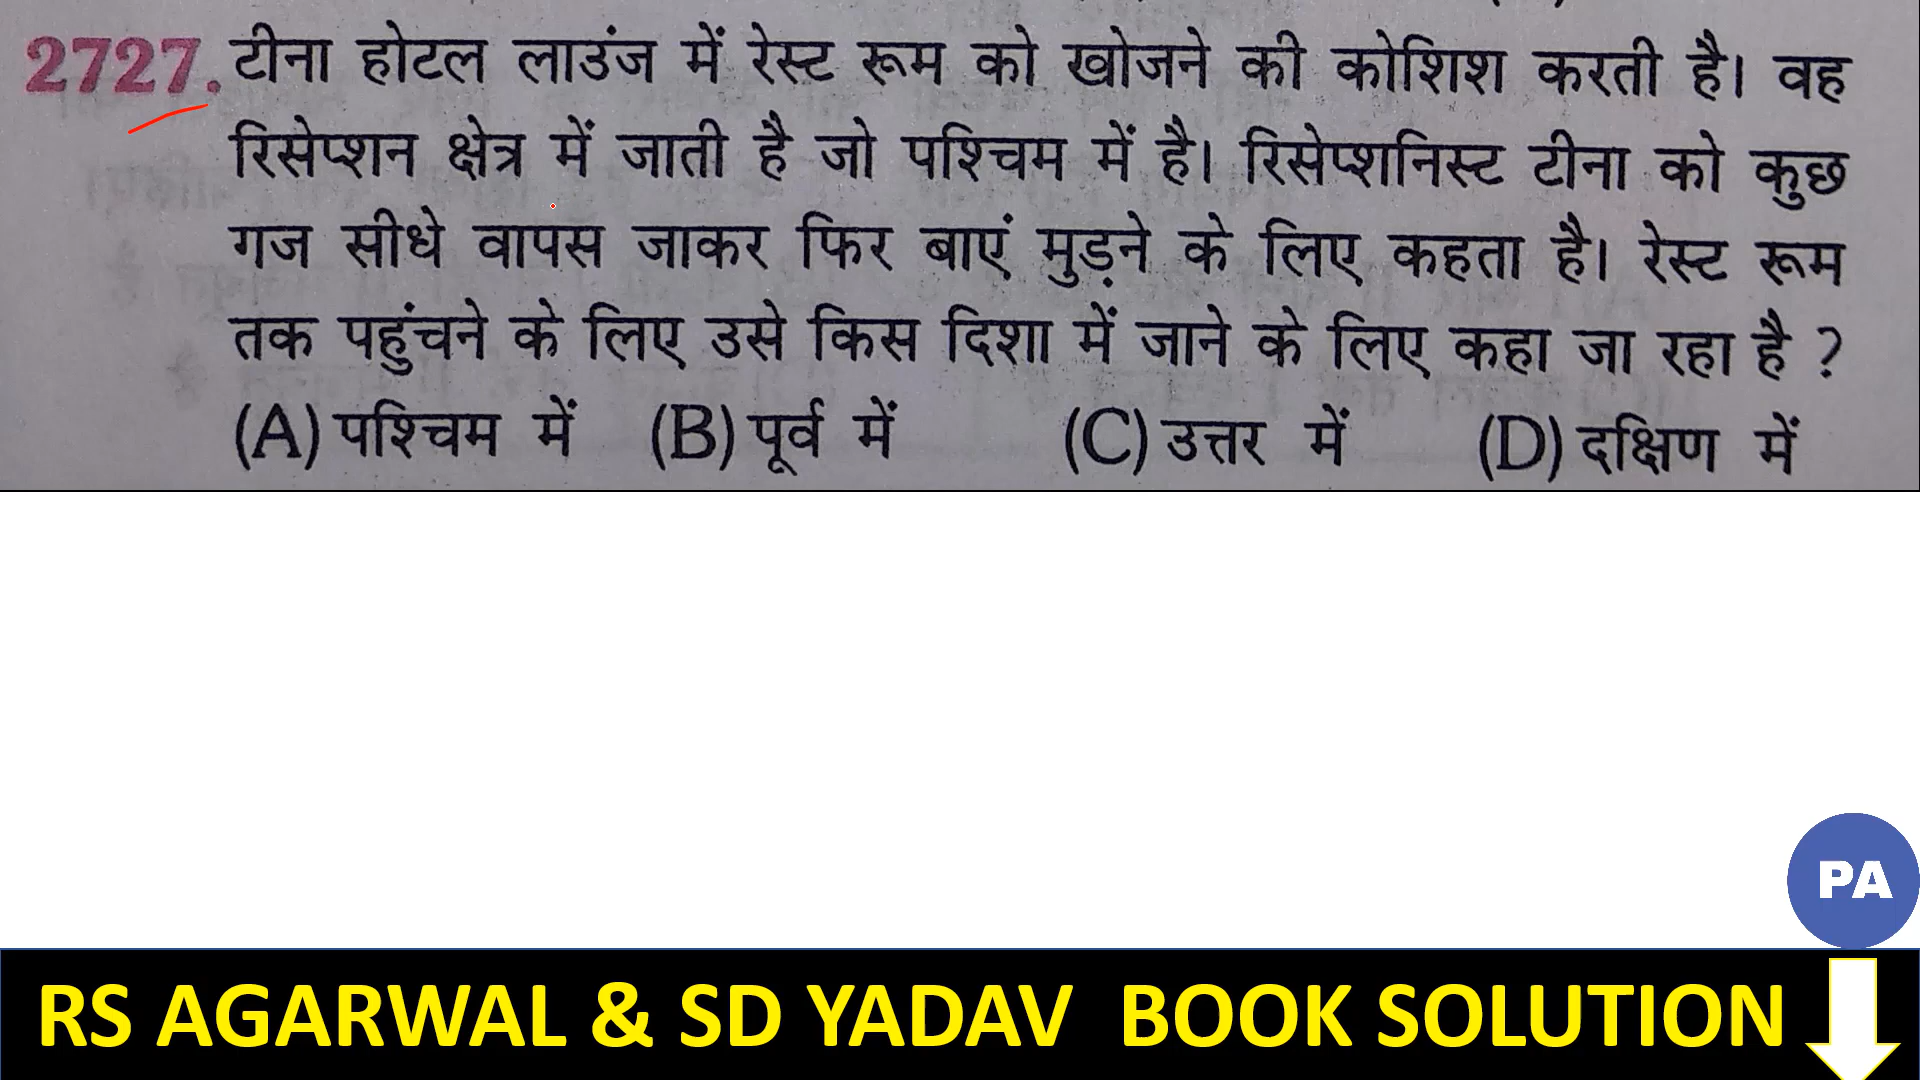 2727. टीना होटल लाउंज में रेस्ट रूम को खोजने की कोशिश करती है। वह
रिसेप्शन क्षेत्र में जाती है जो पश्चिम में है। रिसेप्शनिस्ट टीना को कुछ
गज सीधे वापस जाकर फिर बाएं मुड़ने के लिए कहता है। रेस्ट रूम
तक पहुंचने के लिए उसे किस दिशा में जाने के लिए कहा जा रहा है ?
(A) पश्चिम में (B) पूर्व में (C) उत्तर में (D) दक्षिण में
PA
RS AGARWAL & SD YADAV BOOK SOLUTION